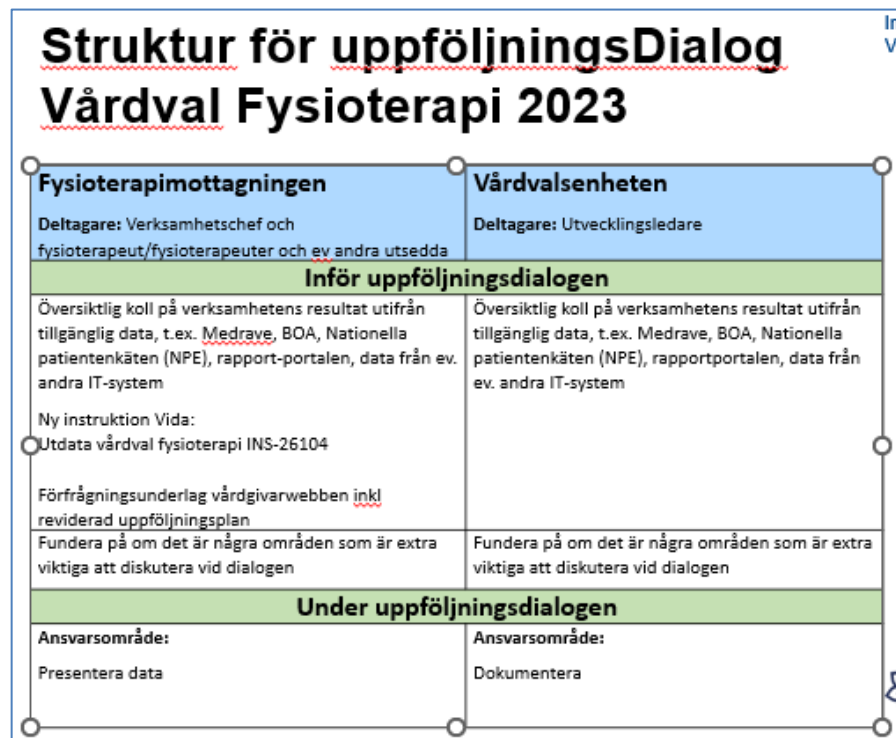 Struktur för uppföljningsDialog
Vårdval Fysioterapi 2023
Fysioterapimottagningen
Deltagare: Verksamhetschef och
fysioterapeut/fysioterapeuter och ev andra utsedda
Vårdvalsenheten
Deltagare: Utvecklingsledare
Inför uppföljningsdialogen
Översiktlig koll på verksamhetens resultat utifrån
tillgänglig data, t.ex. Medrave, BOA, Nationella
patientenkäten (NPE), rapport-portalen, data från ev.
andra IT-system
Ny instruktion Vida:
Utdata vårdval fysioterapi INS-26104
Förfrågningsunderlag vårdgivarwebben inkl
reviderad uppföljningsplan
Översiktlig koll på verksamhetens resultat utifrån
tillgänglig data, t.ex. Medrave, BOA, Nationella
patientenkäten (NPE), rapportportalen, data från
ev. andra IT-system
Fundera på om det är några områden som är extra
viktiga att diskutera vid dialogen
Fundera på om det är några områden som är extra
viktiga att diskutera vid dialogen
Under uppföljningsdialogen
Ansvarsområde:
Presentera data
Ansvarsområde:
Dokumentera